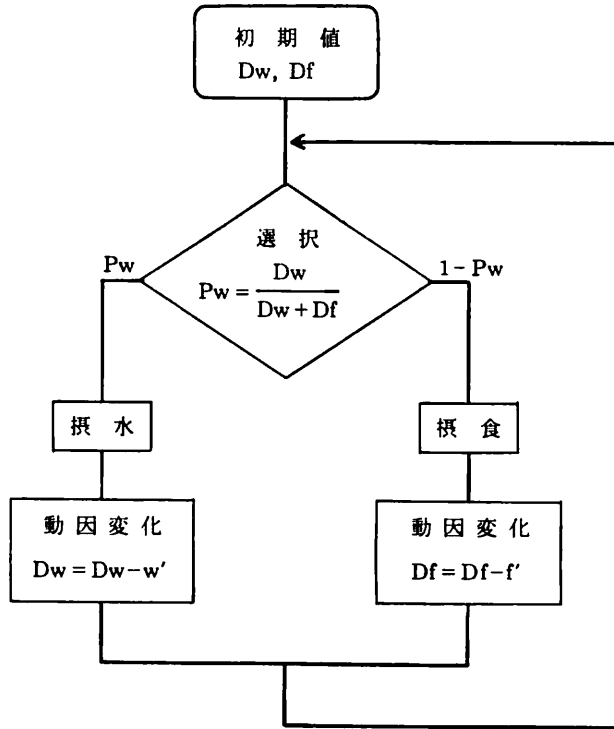 初期値
Dw, Df
選択
Pw = Dw / (Dw + Df)
Pw
1 - Pw
摂水
摂食
動因変化
Dw = Dw - w′
動因変化
Df = Df - f′